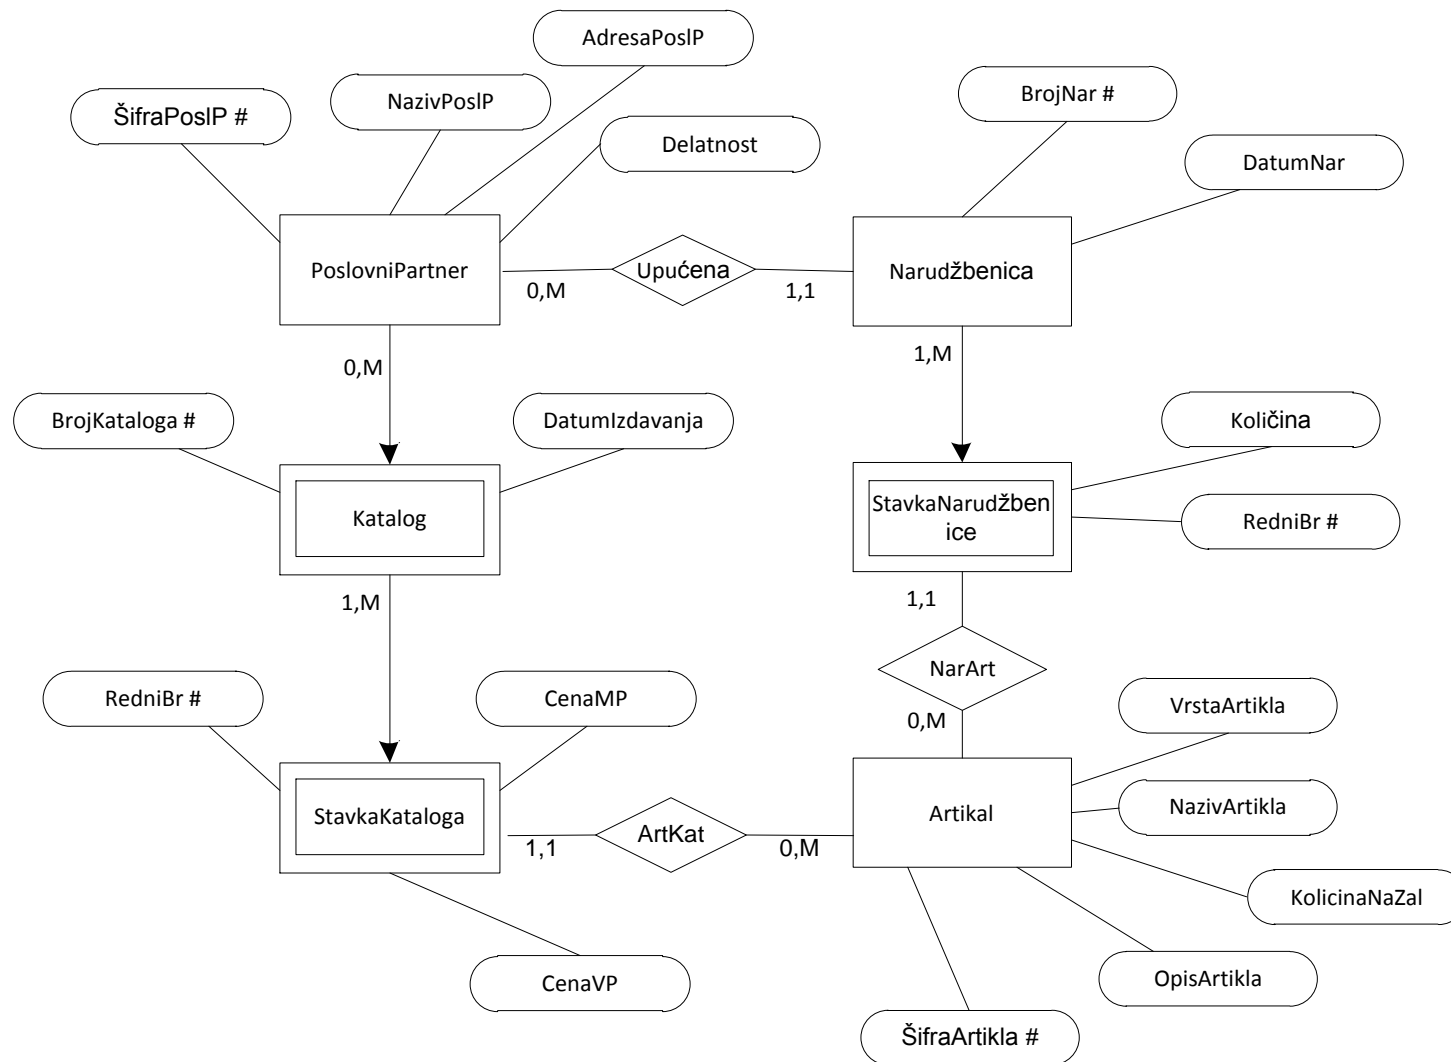 AdresaPoslP
NazivPoslP
BrojNar #
ŠifraPoslP #
Delatnost
DatumNar
PoslovniPartner
Upućena
Narudžbenica
0,M
1,1
0,M
1,M
BrojKataloga #
DatumIzdavanja
Količina
Katalog
StavkaNarudžben
ice
RedniBr #
1,M
1,1
NarArt
RedniBr #
CenaMP
VrstaArtikla
0,M
StavkaKataloga
ArtKat
Artikal
NazivArtikla
1,1
0,M
KolicinaNaZal
CenaVP
OpisArtikla
ŠifraArtikla #